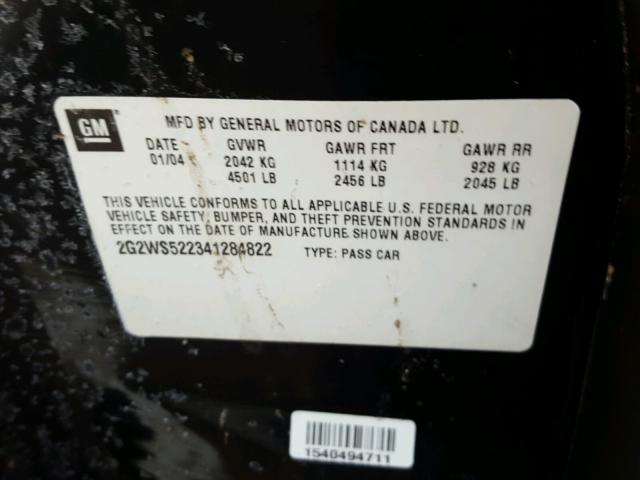 GM
MFD BY GENERAL MOTORS OF CANADA LTD.
DATE GVWR GAWR FRT GAWR RR
01/04 2042 KG 1114 KG 928 KG
4501 LB 2456 LB 2045 LB
THIS VEHICLE CONFORMS TO ALL APPLICABLE U.S. FEDERAL MOTOR
VEHICLE SAFETY, BUMPER, AND THEFT PREVENTION STANDARDS IN
EFFECT ON THE DATE OF MANUFACTURE SHOWN ABOVE.
2G2WS522341284822 TYPE: PASS CAR
1540494711